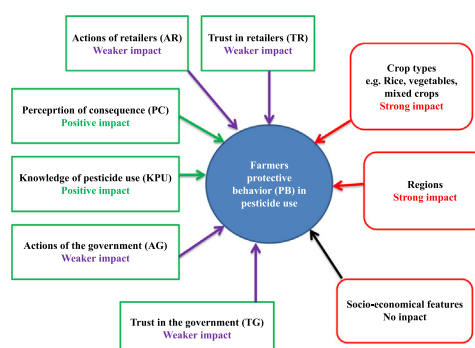 Actions of retailers (AR)
Weaker impact
Trust in retailers (TR)
Weaker impact
Crop types
e.g. Rice, vegetables,
mixed crops
Strong impact
Perceprtion of consequence (PC)
Positive impact
Knowledge of pesticide use (KPU)
Positive impact
Farmers
protective
behavior (PB) in
pesticide use
Regions
Strong impact
Actions of the government (AG)
Weaker impact
Socio-economical features
No inpact
Trust in the government (TG)
Weaker impact